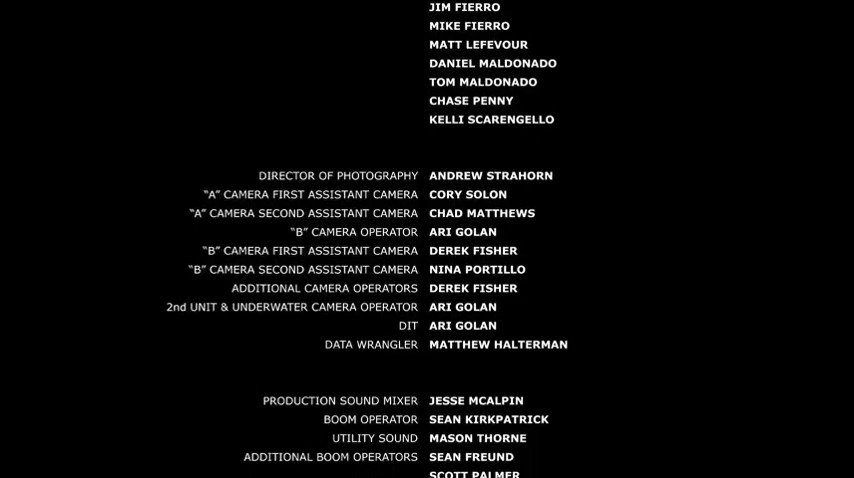 JIM FIERRO
MIKE FIERRO
MATT LEFEVOUR
DANIEL MALDONADO
TOM MALDONADO
CHASE PENNY
KELLI SCARENGELLO
DIRECTOR OF PHOTOGRAPHY ANDREW STRAHORN
“A” CAMERA FIRST ASSISTANT CAMERA CORY SOLON
“A” CAMERA SECOND ASSISTANT CAMERA CHAD MATTHEWS
“B” CAMERA OPERATOR ARI GOLAN
“B” CAMERA FIRST ASSISTANT CAMERA DEREK FISHER
“B” CAMERA SECOND ASSISTANT CAMERA NINA PORTILLO
ADDITIONAL CAMERA OPERATORS DEREK FISHER
2nd UNIT & UNDERWATER CAMERA OPERATOR ARI GOLAN
DIT ARI GOLAN
DATA WRANGLER MATTHEW HALTERMAN
PRODUCTION SOUND MIXER JESSE MCALPIN
BOOM OPERATOR SEAN KIRKPATRICK
UTILITY SOUND MASON THORNE
ADDITIONAL BOOM OPERATORS SEAN FREUND
SCOTT PALMER